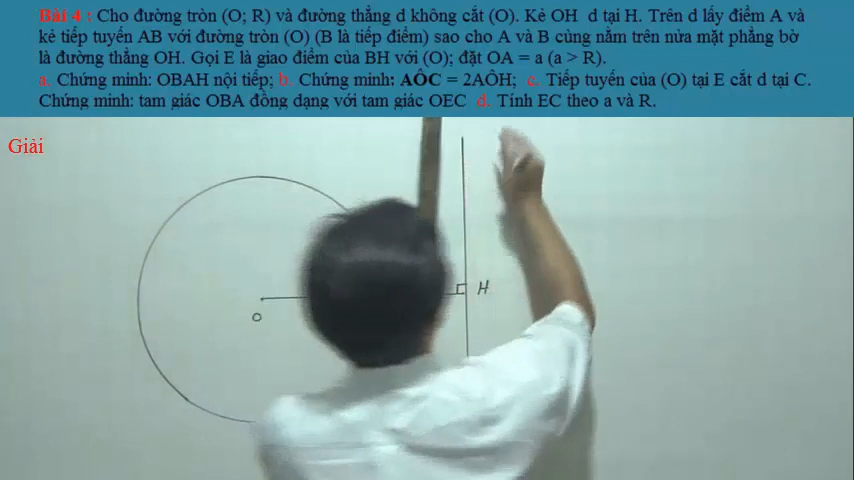 Bài 4 : Cho đường tròn (O; R) và đường thẳng d không cắt (O). Kẻ OH d tại H. Trên d lấy điểm A và
kẻ tiếp tuyến AB với đường tròn (O) (B là tiếp điểm) sao cho A và B cùng nằm trên nửa mặt phẳng bờ
là đường thẳng OH. Gọi E là giao điểm của BH với (O); đặt OA = a (a > R).
a. Chứng minh: OBAH nội tiếp; b. Chứng minh: AÔC = 2AÔH; c. Tiếp tuyến của (O) tại E cắt d tại C.
Chứng minh: tam giác OBA đồng dạng với tam giác OEC d. Tính EC theo a và R.
Giải
H
O